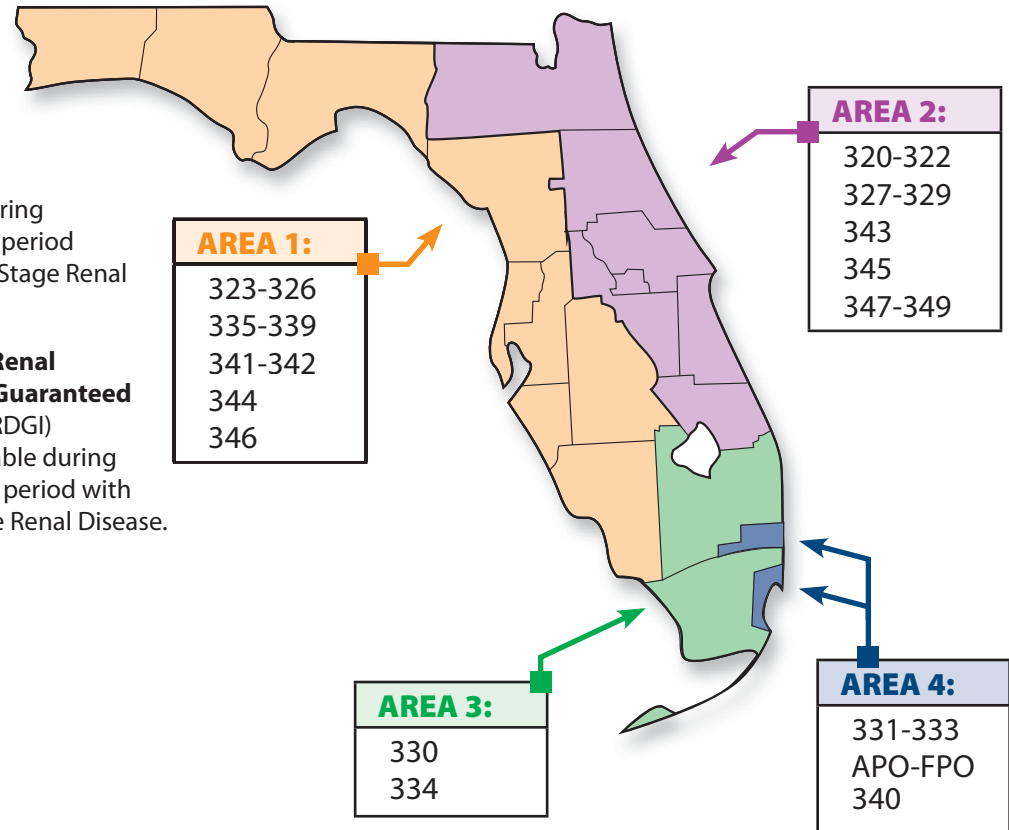 ring
period
Stage Renal
Renal
Guaranteed
RDGI)
ble during
period with
e Renal Disease.
AREA 1:
323-326
335-339
341-342
344
346
AREA 2:
320-322
327-329
343
345
347-349
AREA 3:
330
334
AREA 4:
331-333
APO-FPO
340